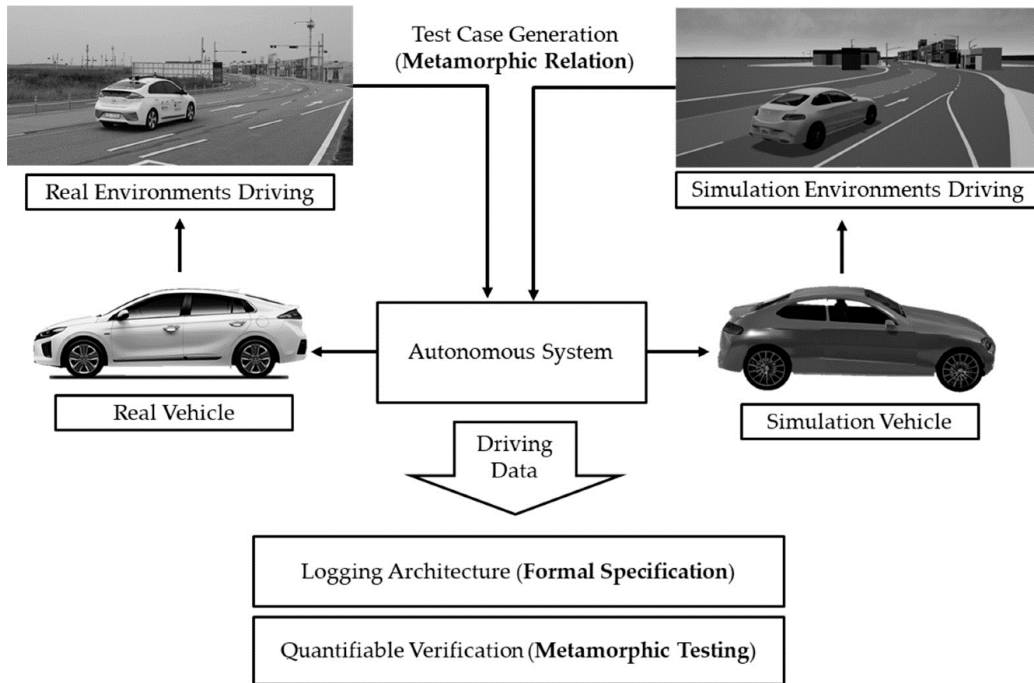 Test Case Generation
(Metamorphic Relation)
Real Environments Driving
Simulation Environments Driving
Autonomous System
Real Vehicle
Simulation Vehicle
Driving
Data
Logging Architecture (Formal Specification)
Quantifiable Verification (Metamorphic Testing)